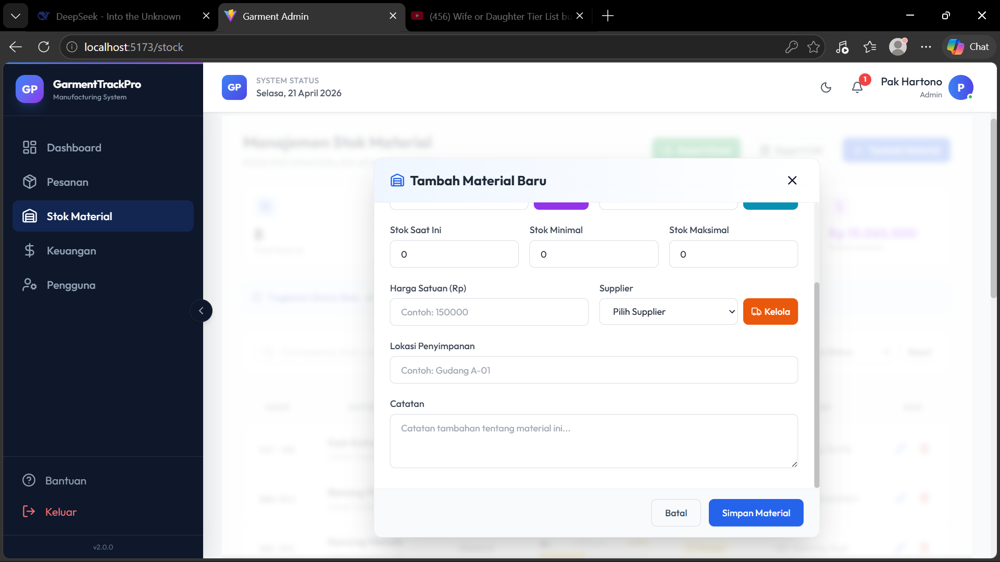 DeepSeek - Into the Unknown
Garment Admin
(456) Wife or Daughter Tier List bu
localhost:5173/stock
Chat
GP
GarmentTrackPro
Manufacturing System
GP
SYSTEM STATUS
Selasa, 21 April 2026
1
Pak Hartono
Admin
P
Dashboard
Pesanan
Stok Material
Keuangan
Pengguna
Bantuan
Keluar
v2.0.0
Manajemen Stok Material
Tambah Material Baru
Stok Saat Ini
Stok Minimal
Stok Maksimal
0
0
0
Harga Satuan (Rp)
Supplier
Contoh: 150000
Pilih Supplier
Kelola
Lokasi Penyimpanan
Contoh: Gudang A-01
Catatan
Catatan tambahan tentang material ini...
Batal
Simpan Material